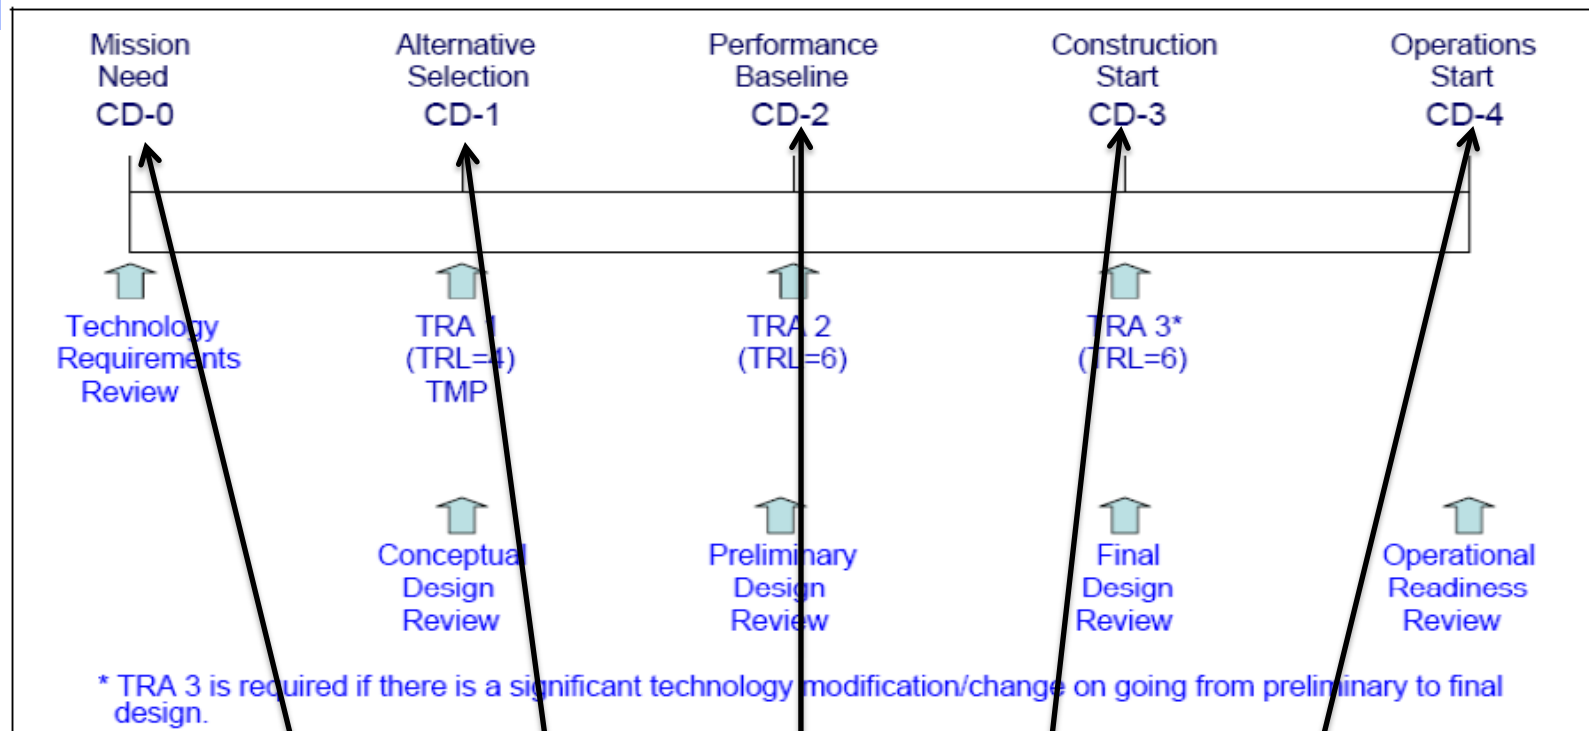 Mission
Need
CD-0
Alternative
Selection
CD-1
Performance
Baseline
CD-2
Construction
Start
CD-3
Operations
Start
CD-4
Technology
Requirements
Review
TRA 1
(TRL=4)
TMP
TRA 2
(TRL=6)
TRA 3*
(TRL=6)
Conceptual
Design
Review
Preliminary
Design
Review
Final
Design
Review
Operational
Readiness
Review
* TRA 3 is required if there is a significant technology modification/change on going from preliminary to final
design.